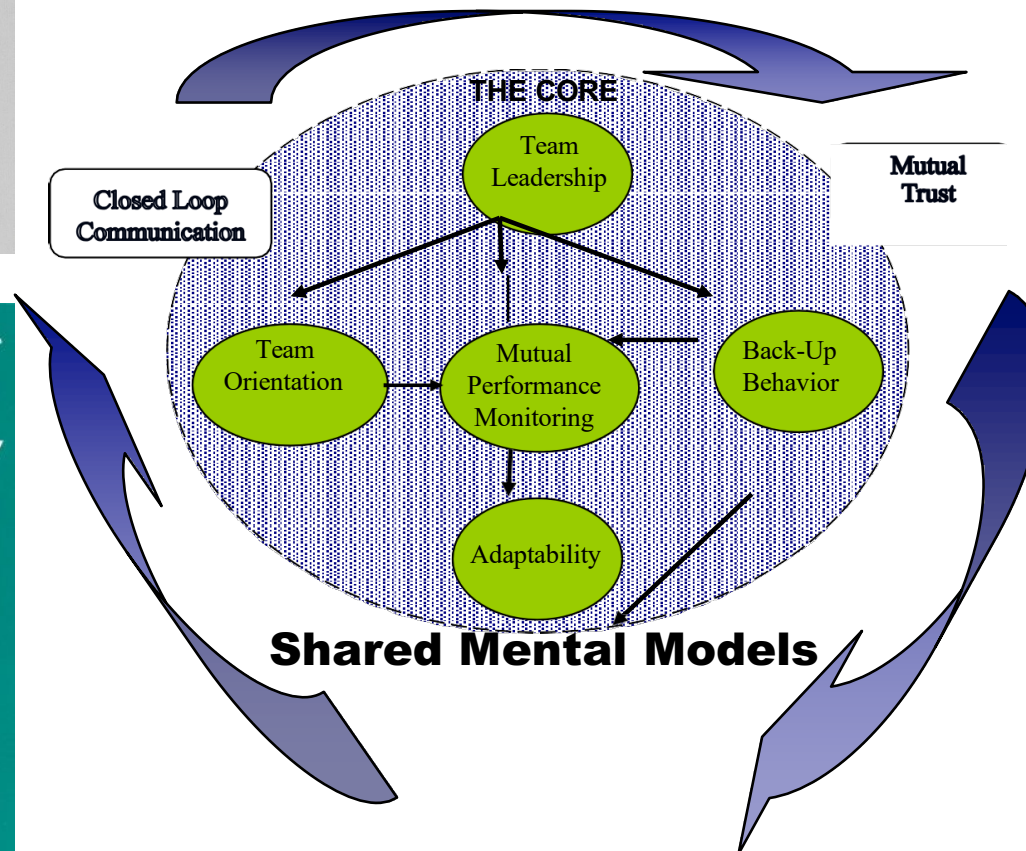 THE CORE
Team
Leadership
Closed Loop
Communication
Mutual
Trust
Team
Orientation
Mutual
Performance
Monitoring
Back-Up
Behavior
Adaptability
Shared Mental Models